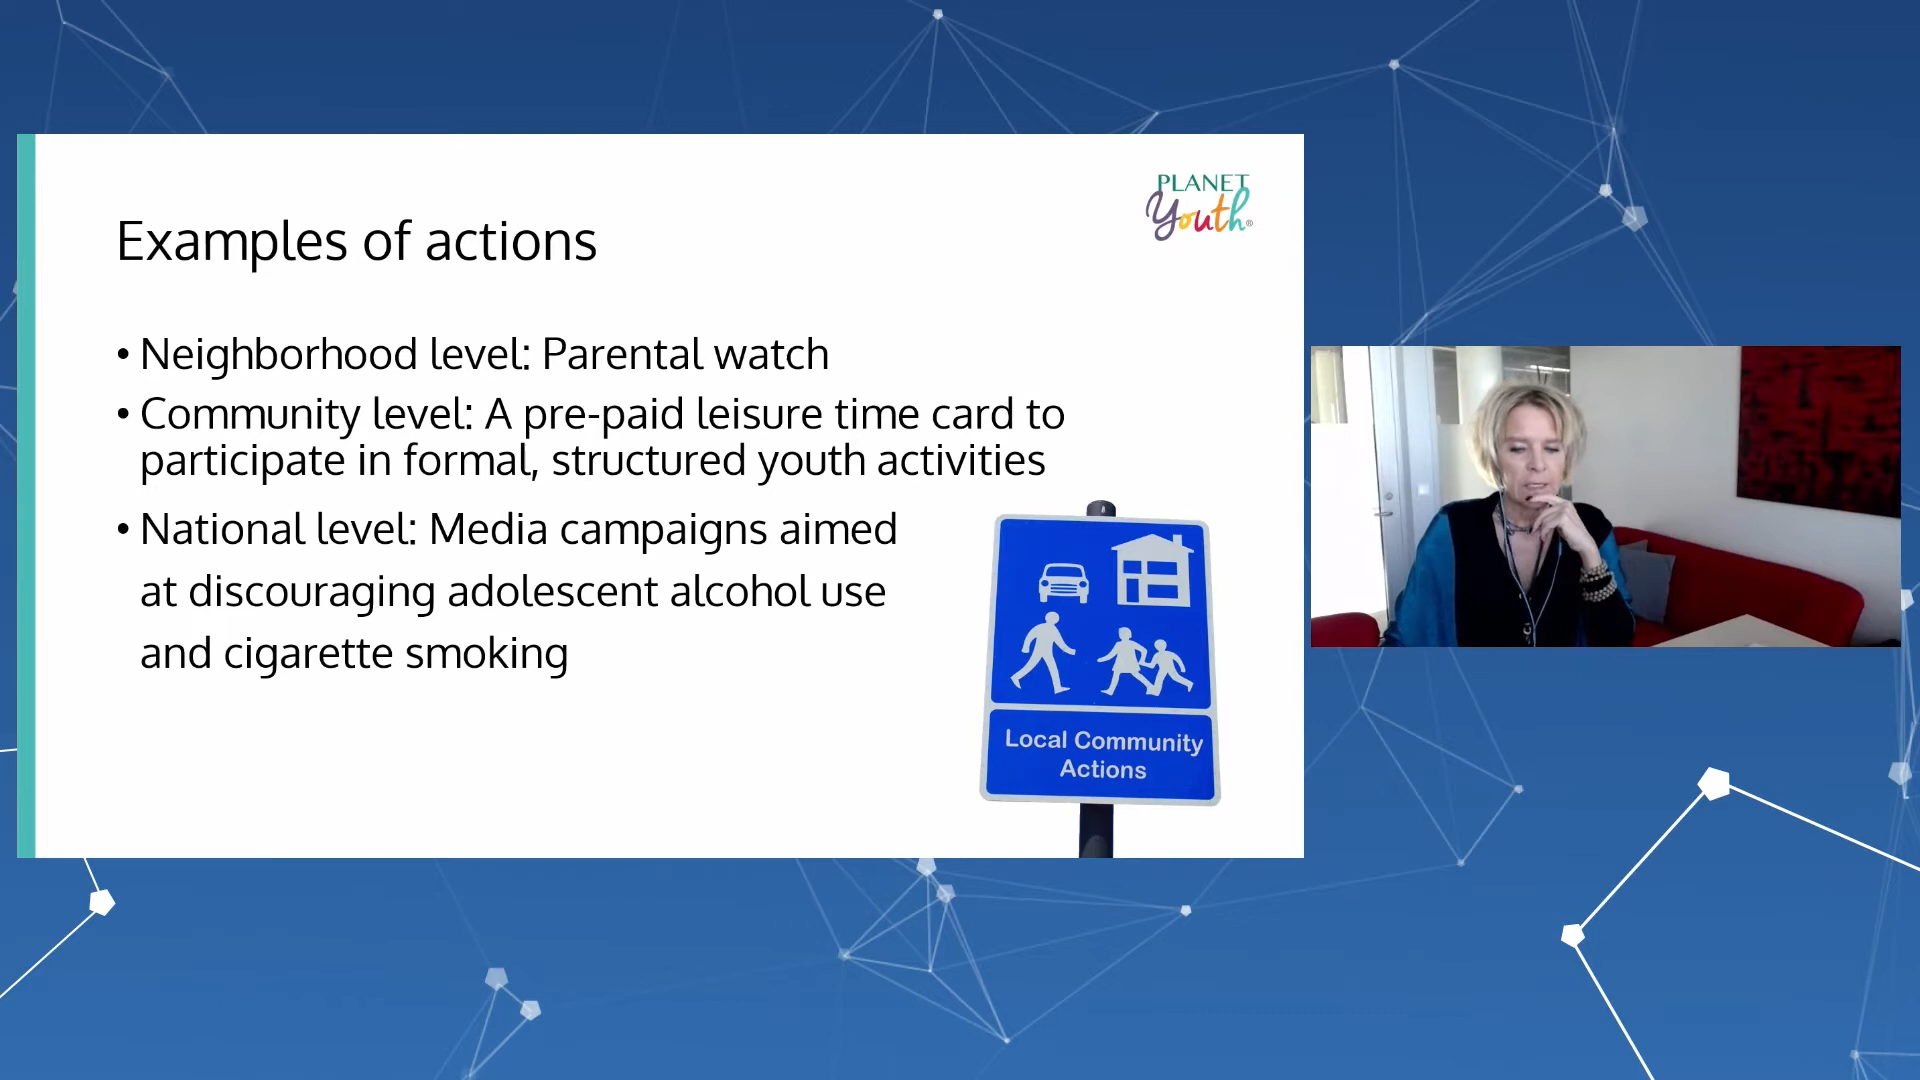 PLANET
Youth®
Examples of actions
• Neighborhood level: Parental watch
• Community level: A pre-paid leisure time card to
participate in formal, structured youth activities
• National level: Media campaigns aimed
at discouraging adolescent alcohol use
and cigarette smoking
Local Community
Actions